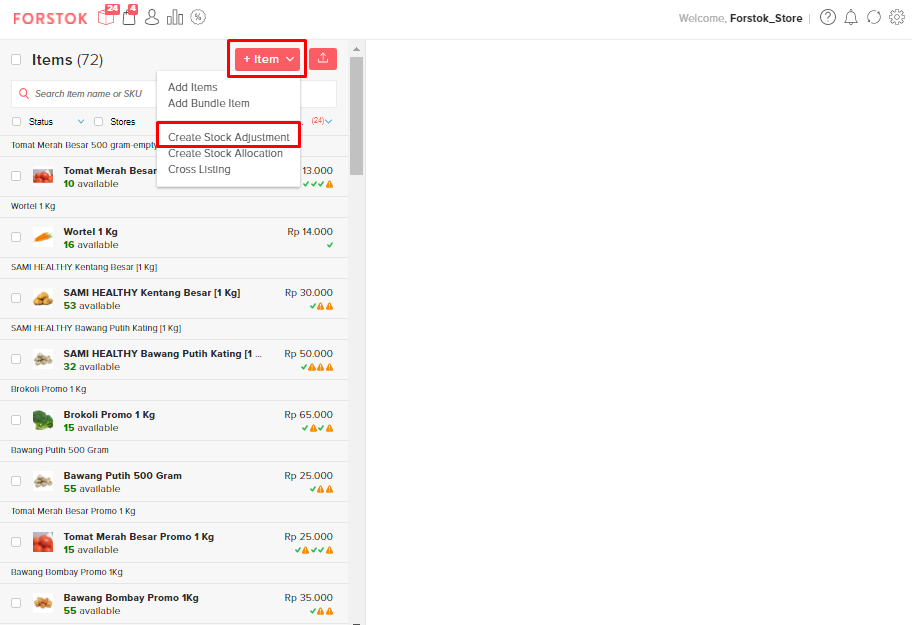 FORSTOK 24 4 Welcome, Forstok_Store
Items (72) + Item
Search item name or SKU
Add Items
Add Bundle Item
Status Stores (24)
Create Stock Adjustment
Create Stock Allocation
Cross Listing
Tomat Merah Besar 500 gram-empty
Tomat Merah Besar 13.000
10 available
Wortel 1 Kg
Wortel 1 Kg Rp 14.000
16 available
SAMI HEALTHY Kentang Besar [1 Kg]
SAMI HEALTHY Kentang Besar [1 Kg] Rp 30.000
53 available
SAMI HEALTHY Bawang Putih Kating [1 Kg]
SAMI HEALTHY Bawang Putih Kating [1 ... Rp 50.000
32 available
Brokoli Promo 1 Kg
Brokoli Promo 1 Kg Rp 65.000
15 available
Bawang Putih 500 Gram
Bawang Putih 500 Gram Rp 25.000
55 available
Tomat Merah Besar Promo 1 Kg
Tomat Merah Besar Promo 1 Kg Rp 25.000
15 available
Bawang Bombay Promo 1Kg
Bawang Bombay Promo 1Kg Rp 35.000
55 available